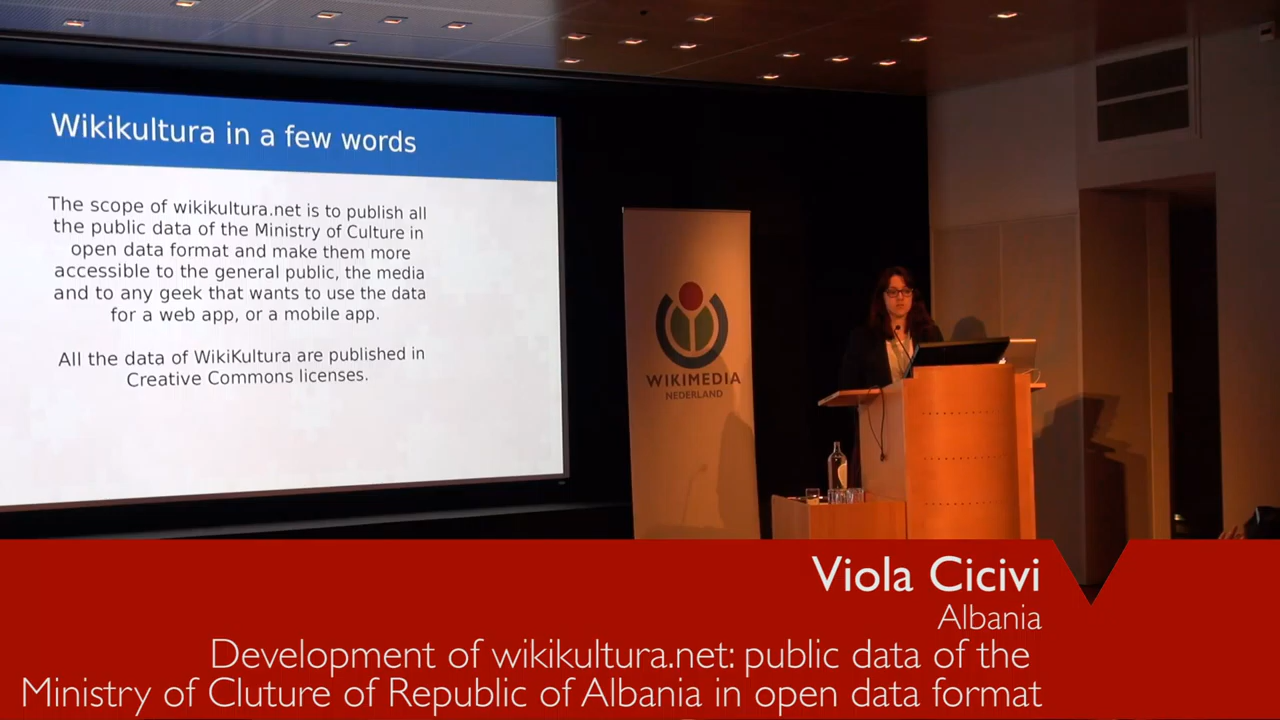 Wikikultura in a few words
The scope of wikikultura.net is to publish all
the public data of the Ministry of Culture in
open data format and make them more
accessible to the general public, the media
and to any geek that wants to use the data
for a web app, or a mobile app.
All the data of WikiKultura are published in
Creative Commons licenses.
WIKIMEDIA
NEDERLAND
Viola Cicivi
Albania
Development of wikikultura.net: public data of the
Ministry of Cluture of Republic of Albania in open data format